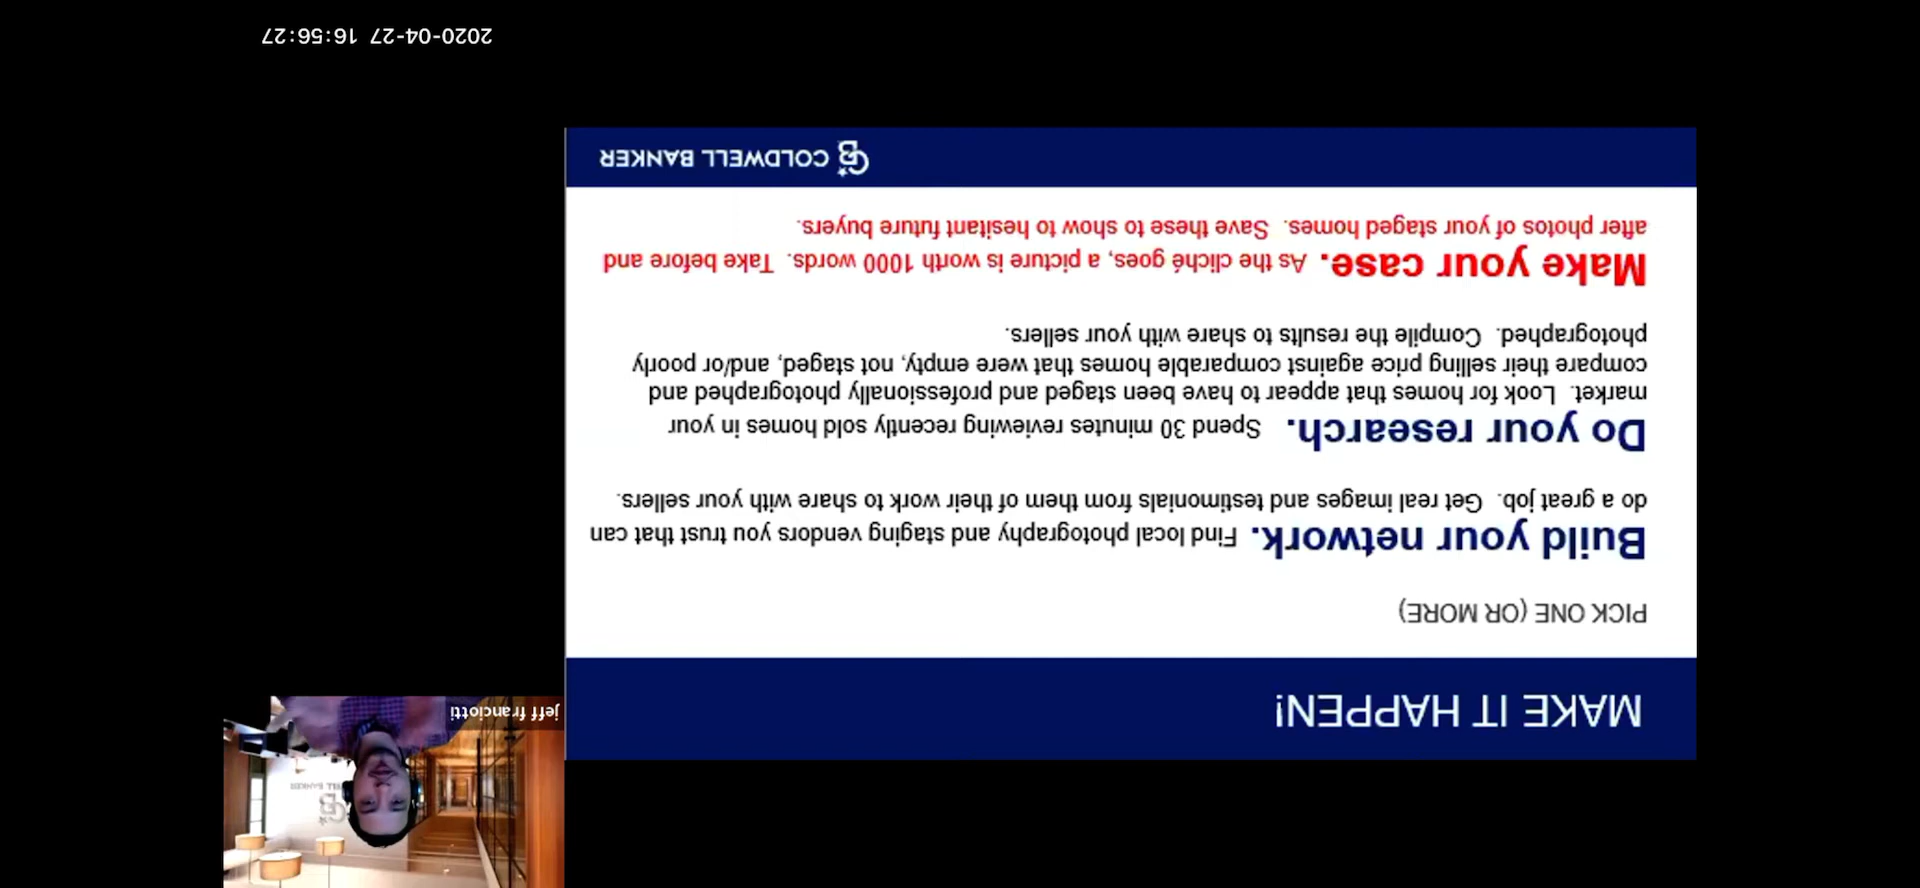 MAKE IT HAPPEN!
PICK ONE (OR MORE)
Build your network. Find local photography and staging vendors you trust that can
do a great job. Get real images and testimonials from them of their work to share with your sellers.
Do your research. Spend 30 minutes reviewing recently sold homes in your
market. Look for homes that appear to have been staged and professionally photographed and
compare their selling price against comparable homes that were empty, not staged, and/or poorly
photographed. Compile the results to share with your sellers.
Make your case. As the cliché goes, a picture is worth 1000 words. Take before and
after photos of your staged homes. Save these to show to hesitant future buyers.
CB COLDWELL BANKER
jeff franciotti
2020-04-27 16:56:27